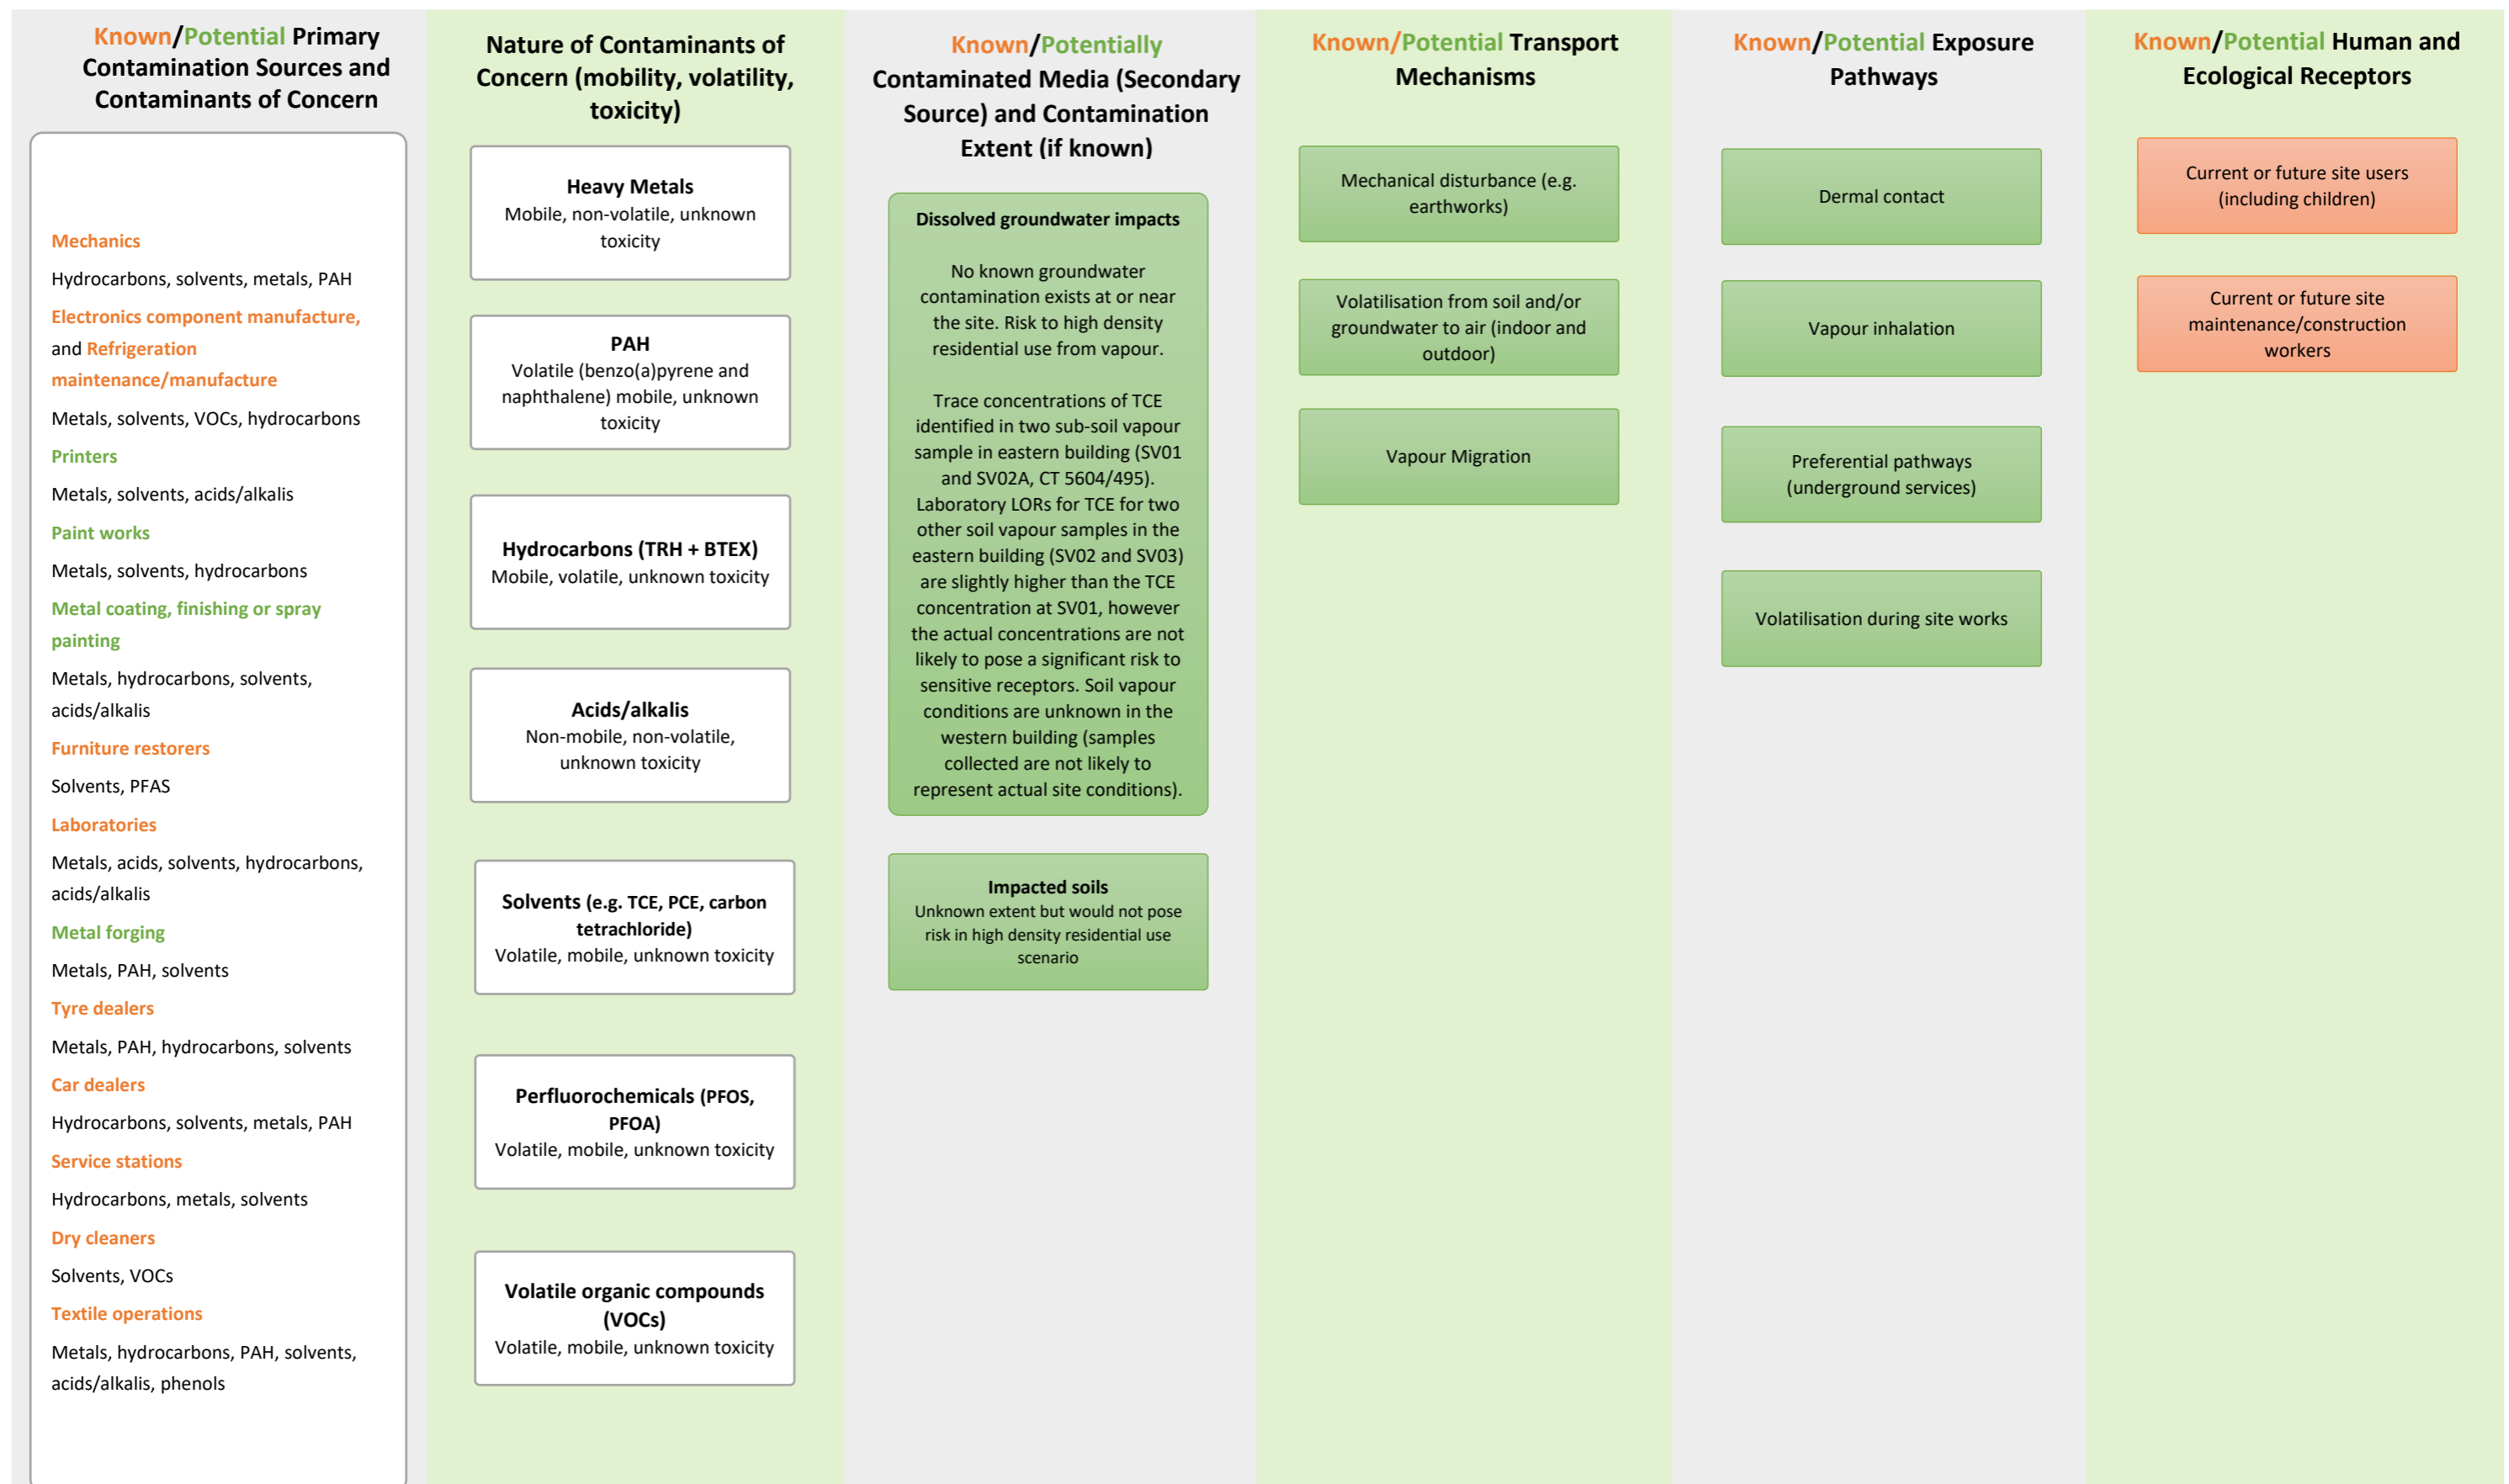 Known/Potential Primary
Contamination Sources and
Contaminants of Concern
Mechanics
Hydrocarbons, solvents, metals, PAH
Electronics component manufacture,
and Refrigeration
maintenance/manufacture
Metals, solvents, VOCs, hydrocarbons
Printers
Metals, solvents, acids/alkalis
Paint works
Metals, solvents, hydrocarbons
Metal coating, finishing or spray
painting
Metals, hydrocarbons, solvents,
acids/alkalis
Furniture restorers
Solvents, PFAS
Laboratories
Metals, acids, solvents, hydrocarbons,
acids/alkalis
Metal forging
Metals, PAH, solvents
Tyre dealers
Metals, PAH, hydrocarbons, solvents
Car dealers
Hydrocarbons, solvents, metals, PAH
Service stations
Hydrocarbons, metals, solvents
Dry cleaners
Solvents, VOCs
Textile operations
Metals, hydrocarbons, PAH, solvents,
acids/alkalis, phenols
Nature of Contaminants of
Concern (mobility, volatility,
toxicity)
Heavy Metals
Mobile, non-volatile, unknown
toxicity
PAH
Volatile (benzo(a)pyrene and
naphthalene) mobile, unknown
toxicity
Hydrocarbons (TRH + BTEX)
Mobile, volatile, unknown toxicity
Acids/alkalis
Non-mobile, non-volatile,
unknown toxicity
Solvents (e.g. TCE, PCE, carbon
tetrachloride)
Volatile, mobile, unknown toxicity
Perfluorochemicals (PFOS,
PFOA)
Volatile, mobile, unknown toxicity
Volatile organic compounds
(VOCs)
Volatile, mobile, unknown toxicity
Known/Potentially
Contaminated Media (Secondary
Source) and Contamination
Extent (if known)
Dissolved groundwater impacts
No known groundwater
contamination exists at or near
the site. Risk to high density
residential use from vapour.
Trace concentrations of TCE
identified in two sub-soil vapour
sample in eastern building (SV01
and SV02A, CT 5604/495).
Laboratory LORs for TCE for two
other soil vapour samples in the
eastern building (SV02 and SV03)
are slightly higher than the TCE
concentration at SV01, however
the actual concentrations are not
likely to pose a significant risk to
sensitive receptors. Soil vapour
conditions are unknown in the
western building (samples
collected are not likely to
represent actual site conditions).
Impacted soils
Unknown extent but would not pose
risk in high density residential use
scenario
Known/Potential Transport
Mechanisms
Mechanical disturbance (e.g.
earthworks)
Volatilisation from soil and/or
groundwater to air (indoor and
outdoor)
Vapour Migration
Known/Potential Exposure
Pathways
Dermal contact
Vapour inhalation
Preferential pathways
(underground services)
Volatilisation during site works
Known/Potential Human and
Ecological Receptors
Current or future site users
(including children)
Current or future site
maintenance/construction
workers